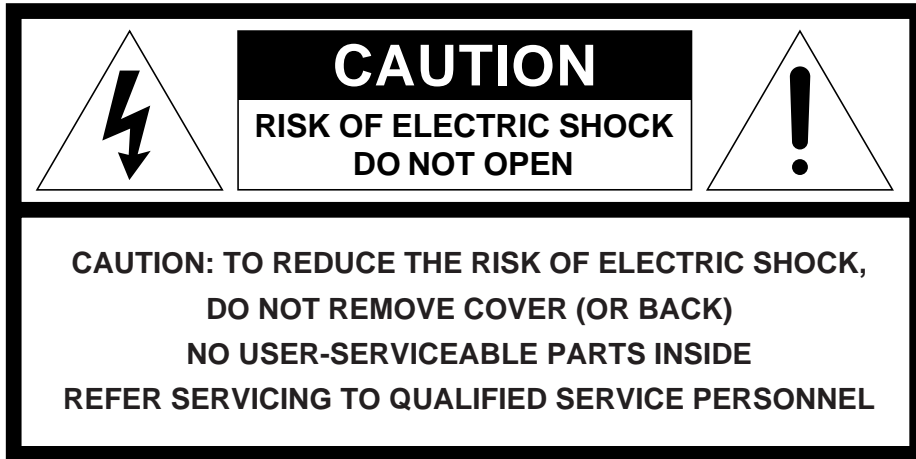 CAUTION
RISK OF ELECTRIC SHOCK
DO NOT OPEN
CAUTION: TO REDUCE THE RISK OF ELECTRIC SHOCK,
DO NOT REMOVE COVER (OR BACK)
NO USER-SERVICEABLE PARTS INSIDE
REFER SERVICING TO QUALIFIED SERVICE PERSONNEL